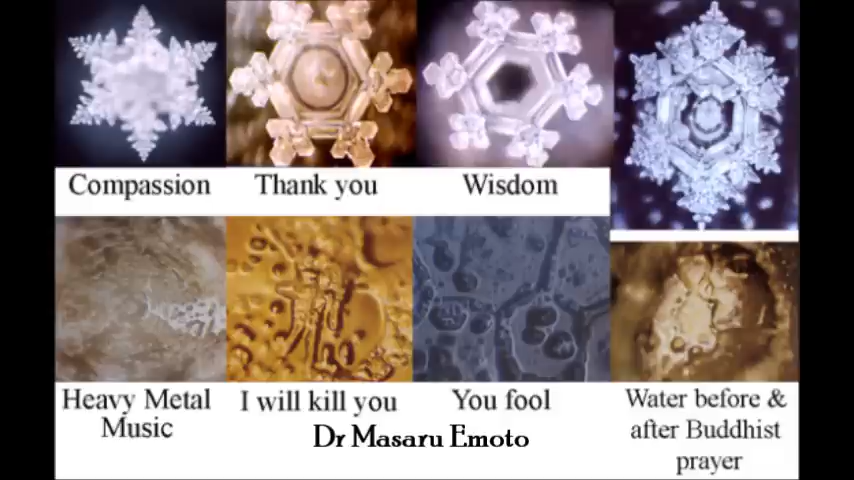 Compassion
Thank you
Wisdom
Heavy Metal
Music
I will kill you
You fool
Water before &
after Buddhist
prayer
Dr Masaru Emoto